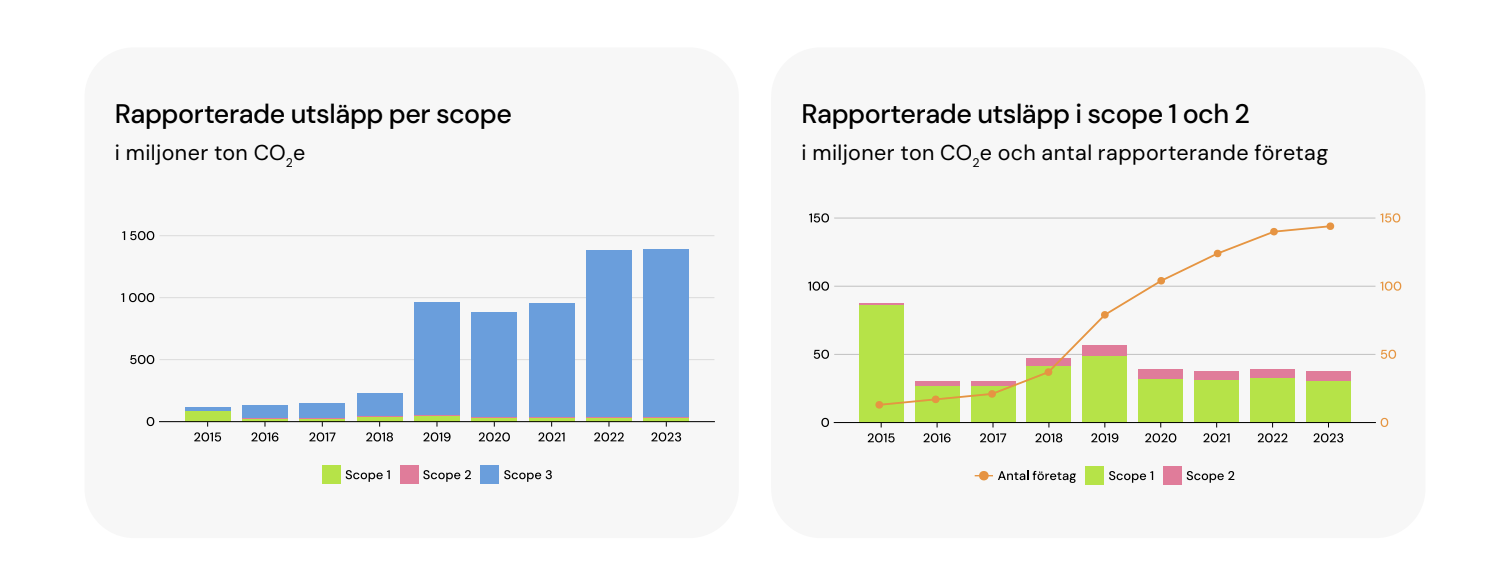 Rapporterade utsläpp per scope
i miljoner ton CO₂e
1 500
1 000
500
0
2015 2016 2017 2018 2019 2020 2021 2022 2023
Scope 1 Scope 2 Scope 3
Rapporterade utsläpp i scope 1 och 2
i miljoner ton CO₂e och antal rapporterande företag
150 150
100 100
50 50
0 0
2015 2016 2017 2018 2019 2020 2021 2022 2023
Antal företag Scope 1 Scope 2